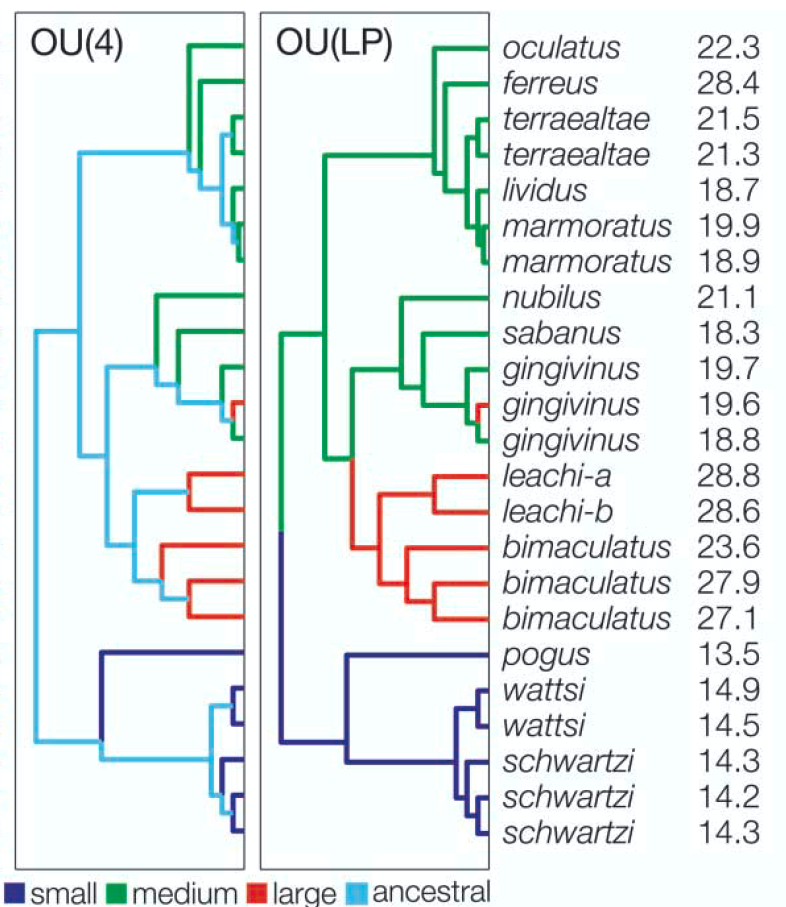 OU(4) OU(LP)
oculatus 22.3
ferreus 28.4
terraealtae 21.5
terraealtae 21.3
lividus 18.7
marmoratus 19.9
marmoratus 18.9
nubilus 21.1
sabanus 18.3
gingivinus 19.7
gingivinus 19.6
gingivinus 18.8
leachi-a 28.8
leachi-b 28.6
bimaculatus 23.6
bimaculatus 27.9
bimaculatus 27.1
pogus 13.5
wattsi 14.9
wattsi 14.5
schwartzi 14.3
schwartzi 14.2
schwartzi 14.3
small medium large ancestral